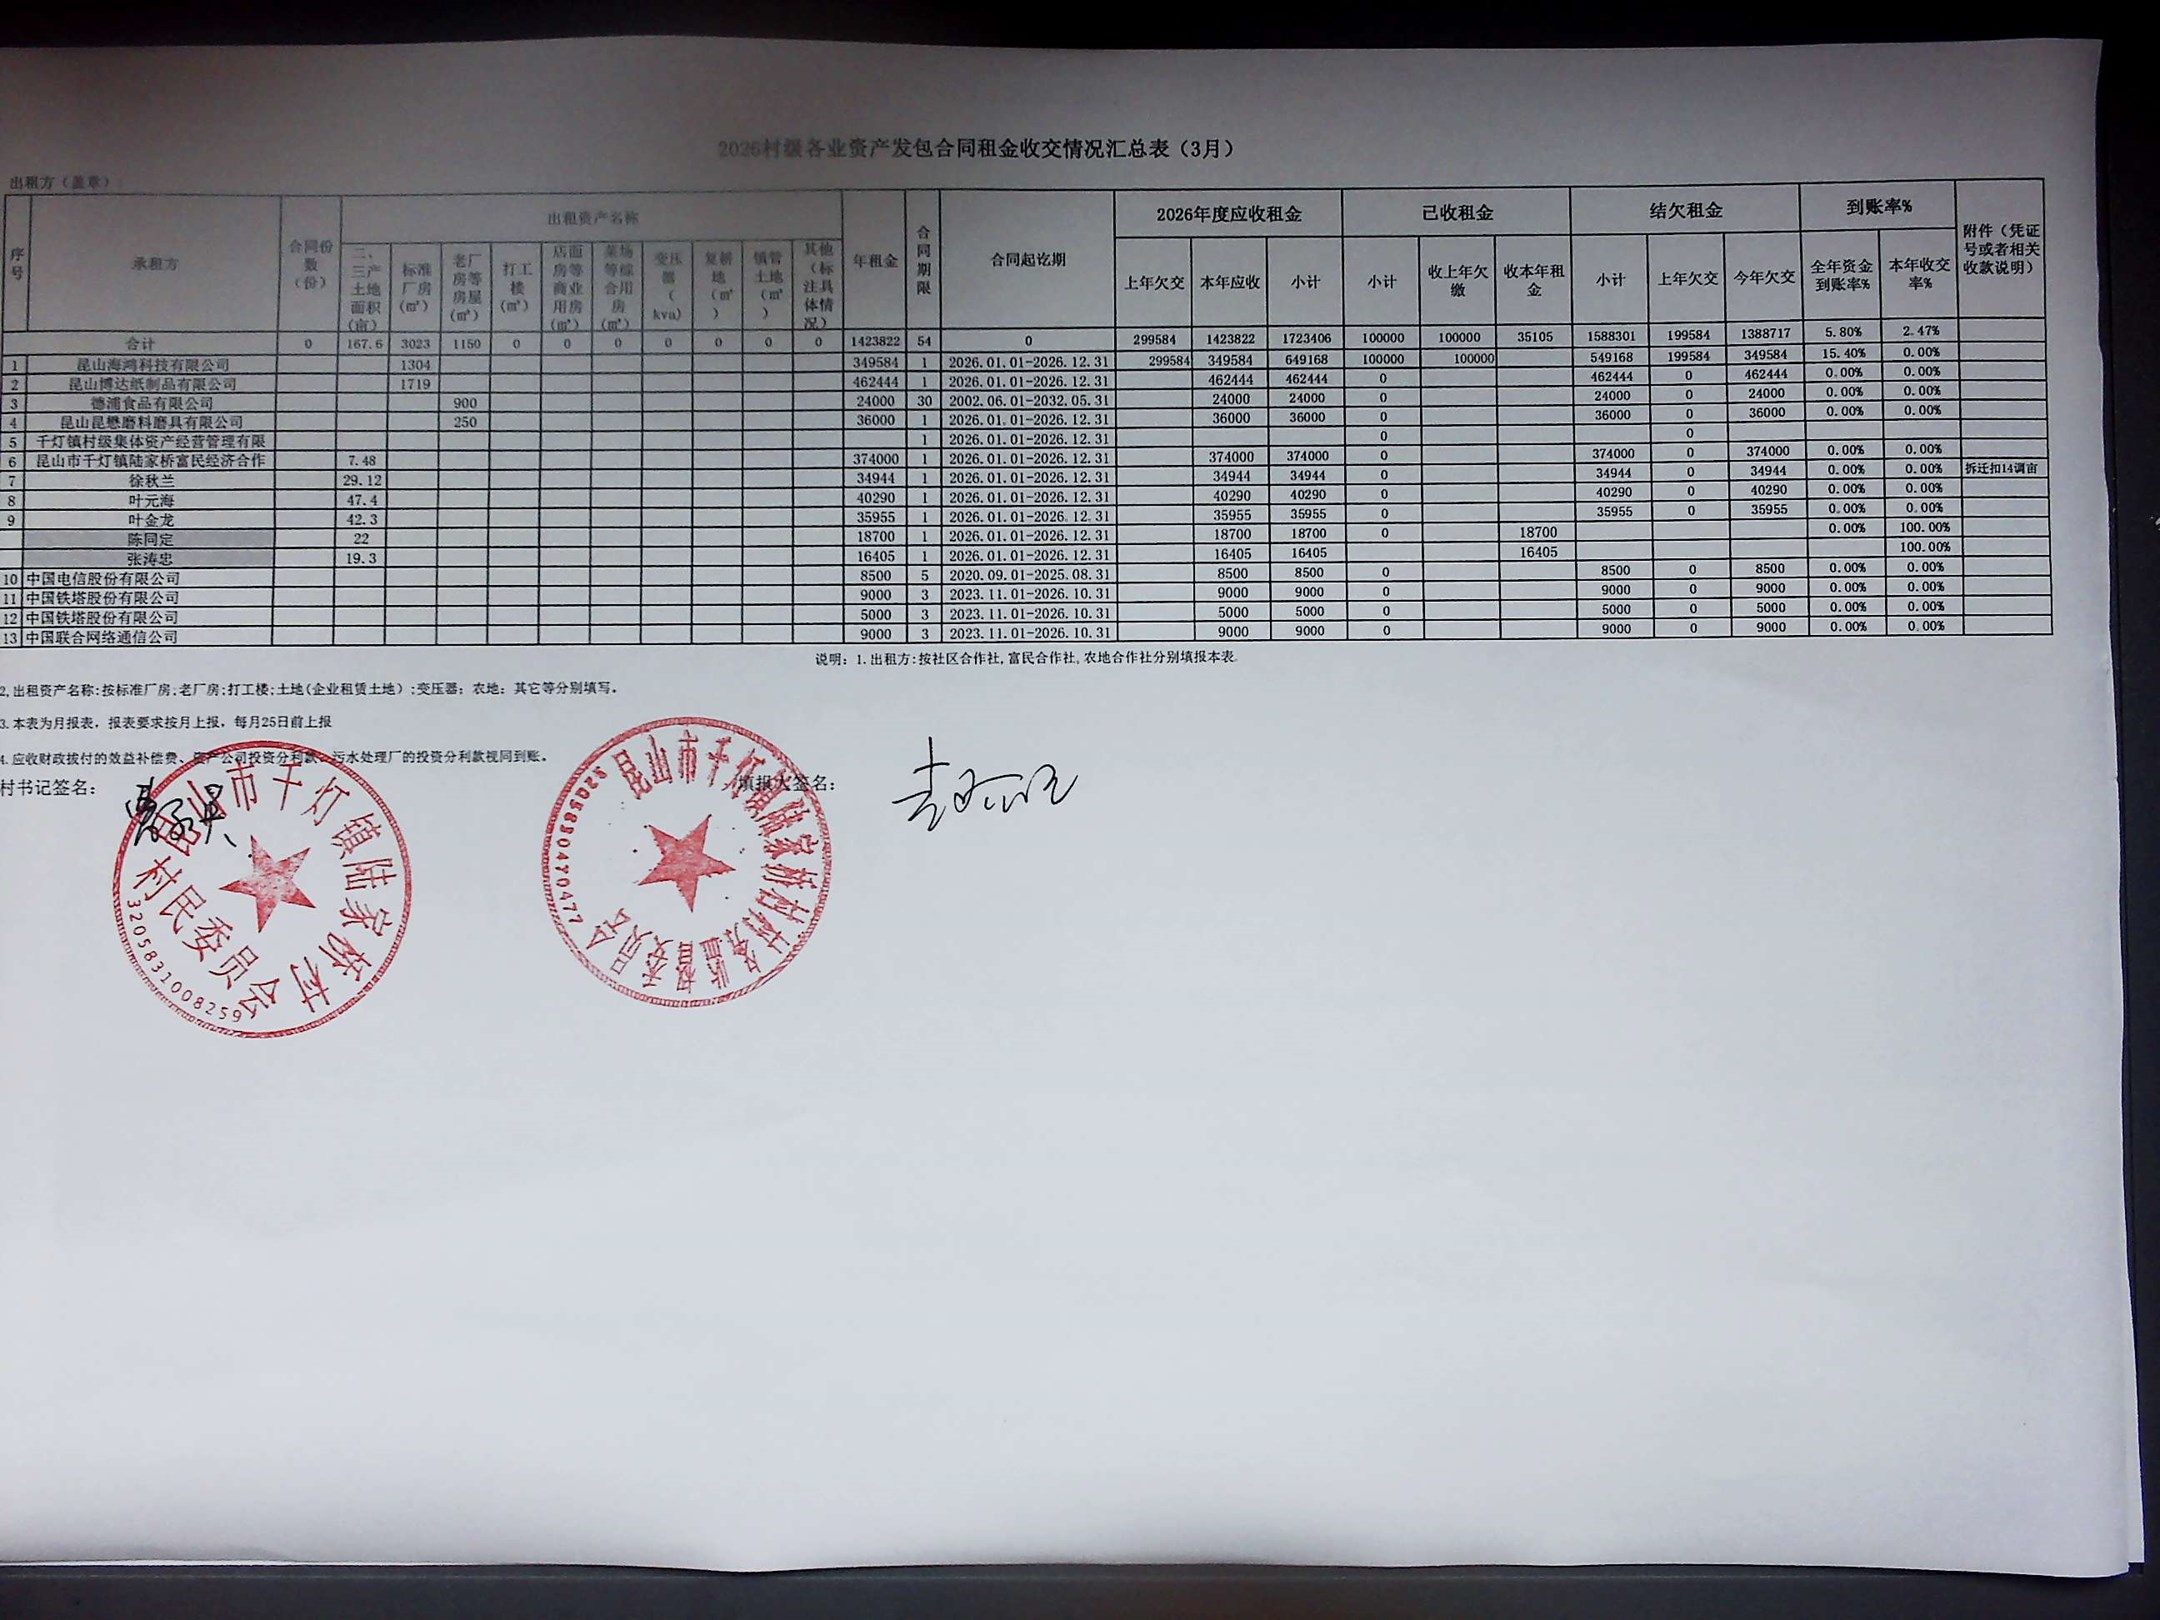 2026村级各业资产发包合同租金收交情况汇总表（3月）
出租方（盖章）
序号 承租方 合同份数（份） 出租资产名称 年租金 合同期限 合同起讫期 2026年度应收租金 已收租金 结欠租金 到账率% 附件（凭证号或者相关收款说明）
二、三产土地面积（亩） 标准厂房（㎡） 老厂房等房屋（㎡） 打工楼（㎡） 店面房等商业用房（㎡） 菜场等综合用房（㎡） 变压器（kva） 复耕地（㎡） 镇管土地（㎡） 其他（标注具体情况） 上年欠交 本年应收 小计 小计 收上年欠缴 收本年租金 小计 上年欠交 今年欠交 全年资金到账率% 本年收交率%
合计 0 167.6 3023 1150 0 0 0 0 0 0 0 1423822 54 0 299584 1423822 1723406 100000 100000 35105 1588301 199584 1388717 5.80% 2.47%
1 昆山海鸿科技有限公司 1304 349584 1 2026.01.01-2026.12.31 299584 349584 649168 100000 100000 549168 199584 349584 15.40% 0.00%
2 昆山博达纸制品有限公司 1719 462444 1 2026.01.01-2026.12.31 462444 462444 0 462444 0 462444 0.00% 0.00%
3 德浦食品有限公司 900 24000 30 2002.06.01-2032.05.31 24000 24000 0 24000 0 24000 0.00% 0.00%
4 昆山昆懋磨料磨具有限公司 250 36000 1 2026.01.01-2026.12.31 36000 36000 0 36000 0 36000 0.00% 0.00%
5 千灯镇村级集体资产经营管理有限 1 2026.01.01-2026.12.31 0 0
6 昆山市千灯镇陆家桥富民经济合作 7.48 374000 1 2026.01.01-2026.12.31 374000 374000 0 374000 0 374000 0.00% 0.00%
7 徐秋兰 29.12 34944 1 2026.01.01-2026.12.31 34944 34944 0 34944 0 34944 0.00% 0.00% 拆迁扣14调亩
8 叶元海 47.4 40290 1 2026.01.01-2026.12.31 40290 40290 0 40290 0 40290 0.00% 0.00%
9 叶金龙 42.3 35955 1 2026.01.01-2026.12.31 35955 35955 0 35955 0 35955 0.00% 0.00%
陈同定 22 18700 1 2026.01.01-2026.12.31 18700 18700 0 18700 0.00% 100.00%
张涛忠 19.3 16405 1 2026.01.01-2026.12.31 16405 16405 16405 100.00%
10 中国电信股份有限公司 8500 5 2020.09.01-2025.08.31 8500 8500 0 8500 0 8500 0.00% 0.00%
11 中国铁塔股份有限公司 9000 3 2023.11.01-2026.10.31 9000 9000 0 9000 0 9000 0.00% 0.00%
12 中国铁塔股份有限公司 5000 3 2023.11.01-2026.10.31 5000 5000 0 5000 0 5000 0.00% 0.00%
13 中国联合网络通信公司 9000 3 2023.11.01-2026.10.31 9000 9000 0 9000 0 9000 0.00% 0.00%
说明：1.出租方:按社区合作社,富民合作社,农地合作社分别填报本表.
2,出租资产名称:按标准厂房;老厂房;打工楼;土地(企业租赁土地）;变压器；农地；其它等分别填写。
3.本表为月报表，报表要求按月上报，每月25日前上报
4.应收财政拨付的效益补偿费、资产公司投资分利款、污水处理厂的投资分利款视同到账。
村书记签名： 填报人签名：
昆山市千灯镇陆家桥村
村民委员会
3205831008259
昆山市千灯镇陆家桥村村务监督委员会
3205830470477